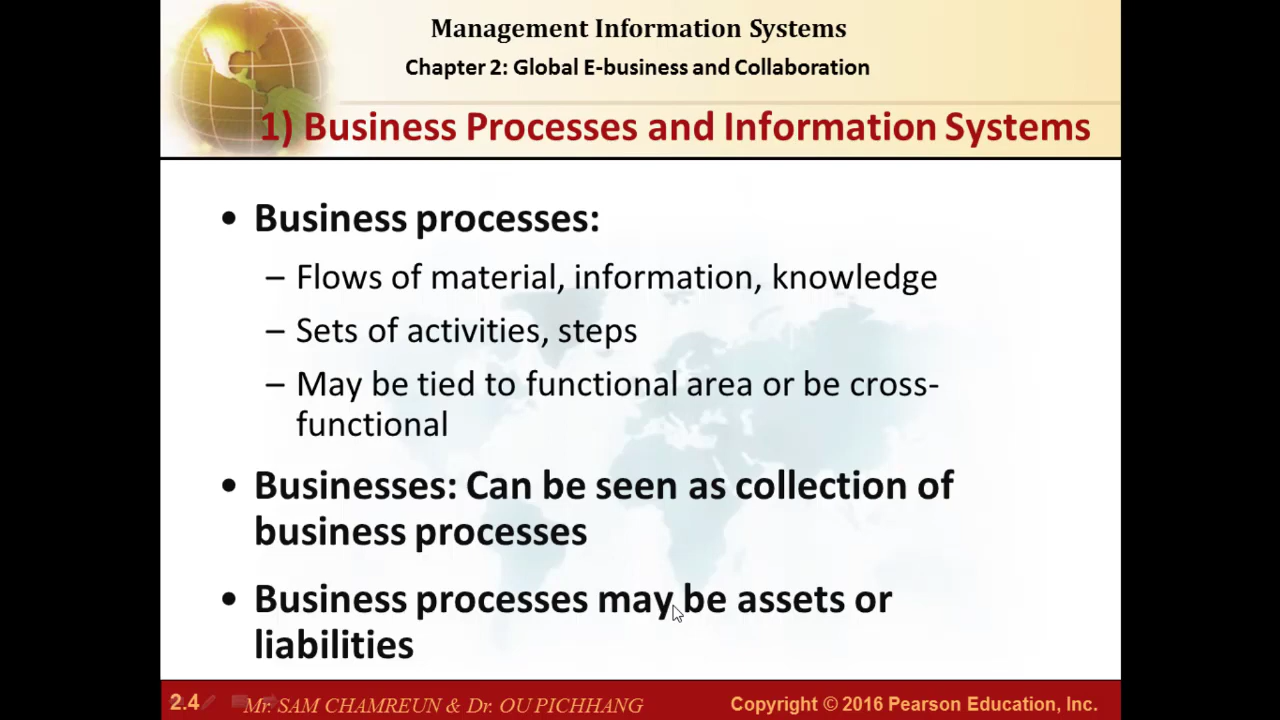 Management Information Systems
Chapter 2: Global E-business and Collaboration
1) Business Processes and Information Systems
• Business processes:
– Flows of material, information, knowledge
– Sets of activities, steps
– May be tied to functional area or be cross-
functional
• Businesses: Can be seen as collection of
business processes
• Business processes may be assets or
liabilities
2.4 Mr. SAM CHAMREUN & Dr. OU PICHHANG Copyright © 2016 Pearson Education, Inc.